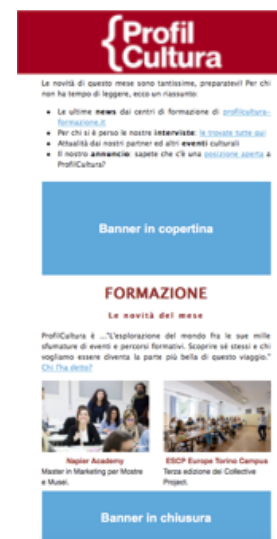 {Profil
Cultura
Le novità di questo mese sono tantissime, preparatevi! Per chi
non ha tempo di leggere, ecco un riassunto:
• Le ultime news dai centri di formazione di profilcultura-
formazione.it
• Per chi si è perso le nostre interviste: le trovate tutte qui
• Attualità dai nostri partner ed altri eventi culturali
• Il nostro annuncio: sapete che c'è una posizione aperta a
ProfilCultura?
Banner in copertina
FORMAZIONE
Le novità del mese
ProfilCultura è ..."L'esplorazione del mondo fra le sue mille
sfumature di eventi e percorsi formativi. Scoprire sé stessi e chi
vogliamo essere diventa la parte più bella di questo viaggio."
Chi l'ha detto?
Napier Academy
Master in Marketing per Mostre
e Musei.
ESCP Europe Torino Campus
Terza edizione dei Collective
Project.
Banner in chiusura